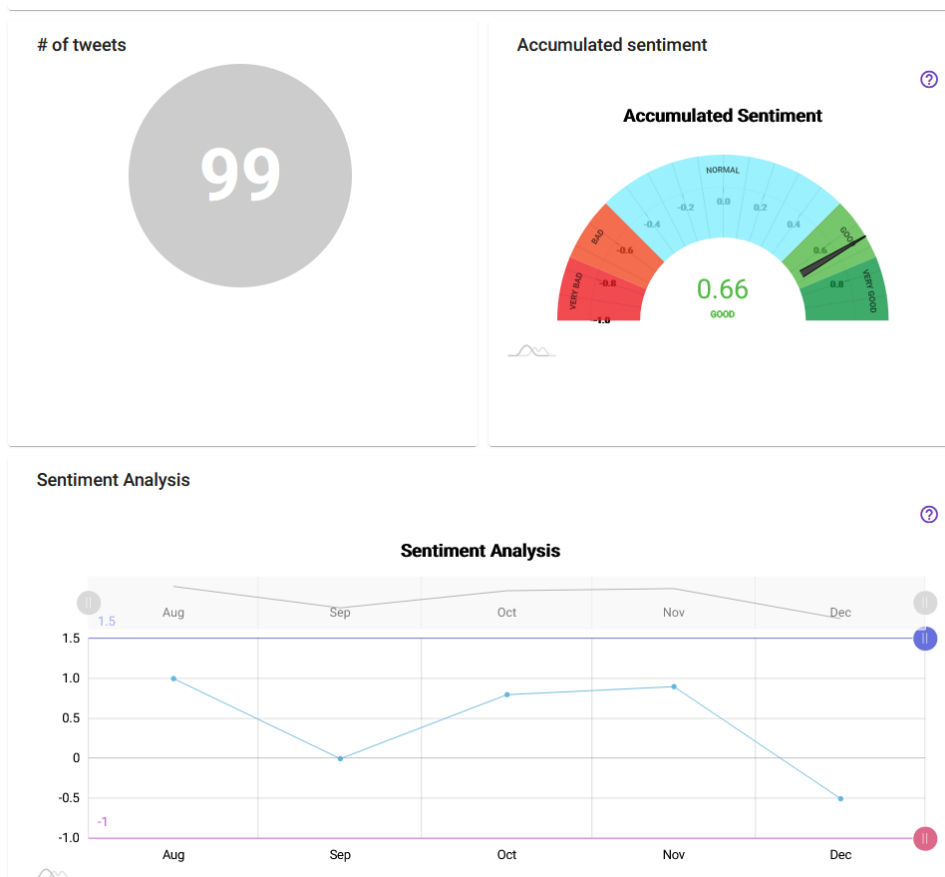 # of tweets
99
Accumulated sentiment
Accumulated Sentiment
VERY BAD
BAD
NORMAL
GOOD
VERY GOOD
-1.0
-0.8
-0.6
-0.4
-0.2
0.0
0.2
0.4
0.6
0.8
0.66
GOOD
Sentiment Analysis
Sentiment Analysis
Aug
Sep
Oct
Nov
Dec
1.5
1.5
1.0
0.5
0
-0.5
-1
-1.0
Aug
Sep
Oct
Nov
Dec